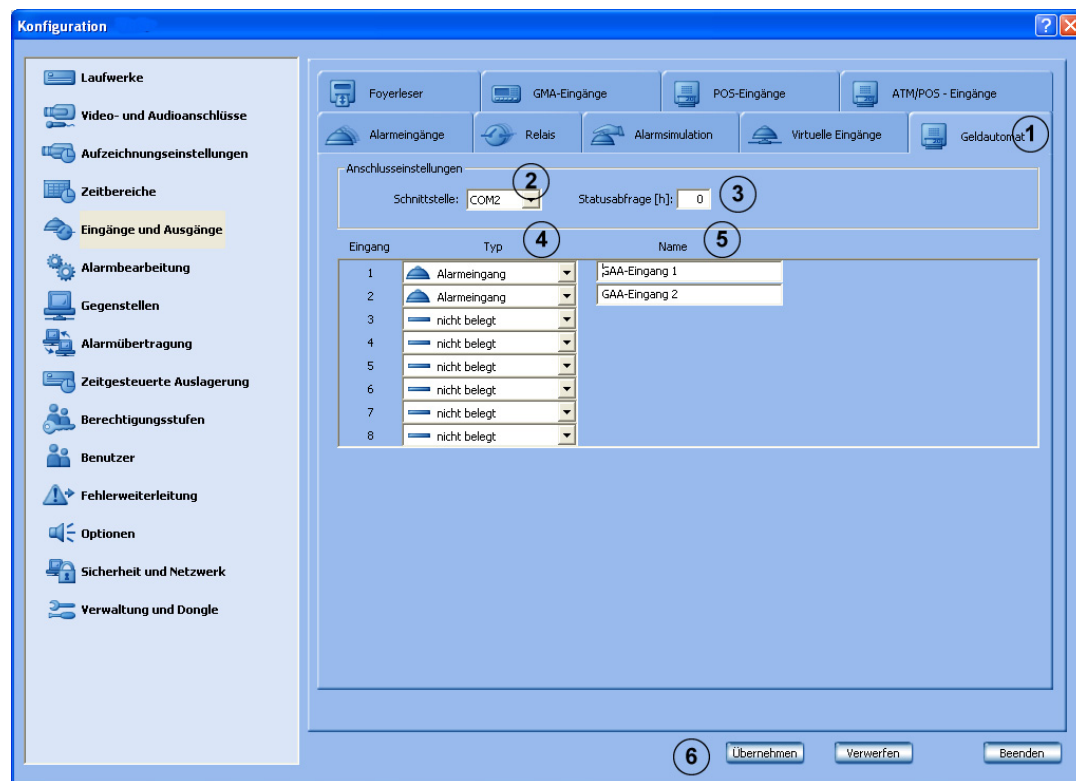 Konfiguration
Laufwerke
Video- und Audioanschlüsse
Aufzeichnungseinstellungen
Zeitbereiche
Eingänge und Ausgänge
Alarmbearbeitung
Gegenstellen
Alarmübertragung
Zeitgesteuerte Auslagerung
Berechtigungsstufen
Benutzer
Fehlerweiterleitung
Optionen
Sicherheit und Netzwerk
Verwaltung und Dongle
Foyerleser GMA-Eingänge POS-Eingänge ATM/POS - Eingänge
Alarmeingänge Relais Alarmsimulation Virtuelle Eingänge Geldautomat 1
Anschlusseinstellungen
Schnittstelle: COM2 2 Statusabfrage [h]: 0 3
Eingang Typ 4 Name 5
1 Alarmeingang GAA-Eingang 1
2 Alarmeingang GAA-Eingang 2
3 nicht belegt
4 nicht belegt
5 nicht belegt
6 nicht belegt
7 nicht belegt
8 nicht belegt
6 Übernehmen Verwerfen Beenden